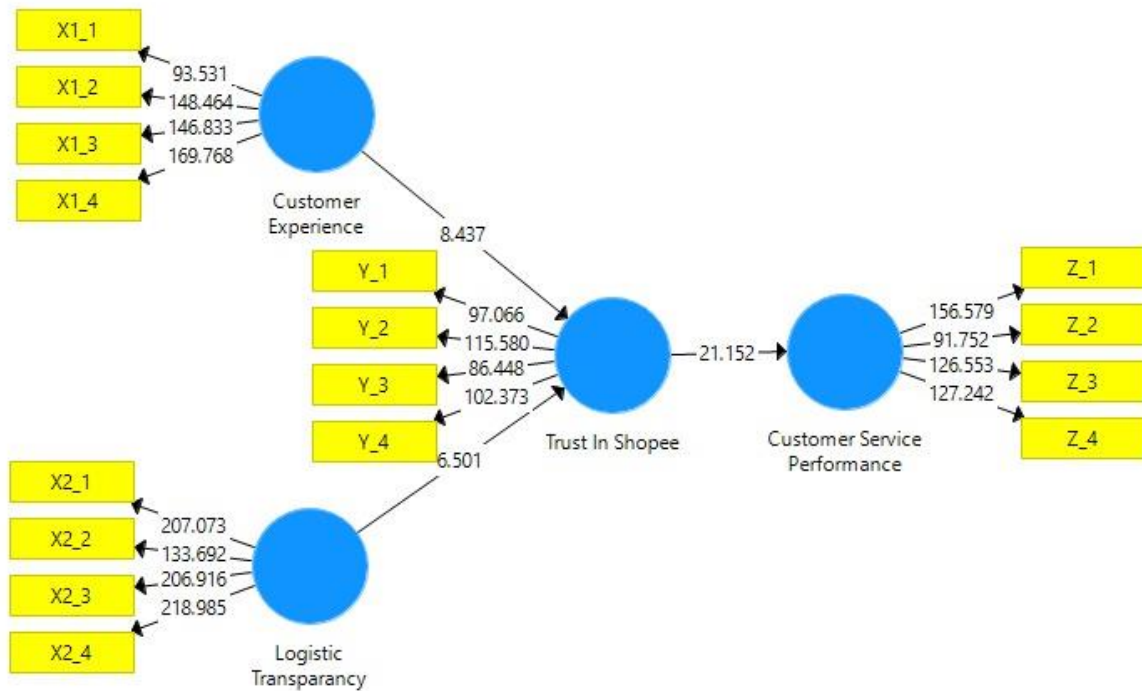 X1_1
X1_2
X1_3
X1_4
93.531
148.464
146.833
169.768
Customer
Experience
8.437
Y_1
Y_2
Y_3
Y_4
97.066
115.580
86.448
102.373
6.501
Trust In Shopee
21.152
Customer Service
Performance
156.579
91.752
126.553
127.242
Z_1
Z_2
Z_3
Z_4
X2_1
X2_2
X2_3
X2_4
207.073
133.692
206.916
218.985
Logistic
Transparancy